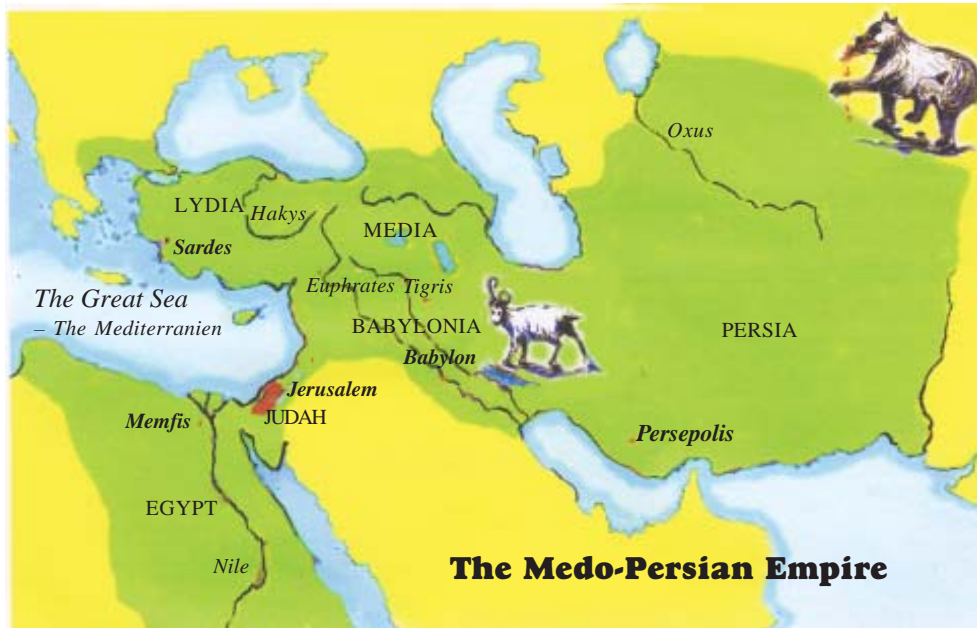 Oxus
LYDIA
Hakys
MEDIA
Sardes
Euphrates Tigris
The Great Sea
– The Mediterranien
BABYLONIA
PERSIA
Babylon
Jerusalem
Memfis
JUDAH
Persepolis
EGYPT
Nile
The Medo-Persian Empire